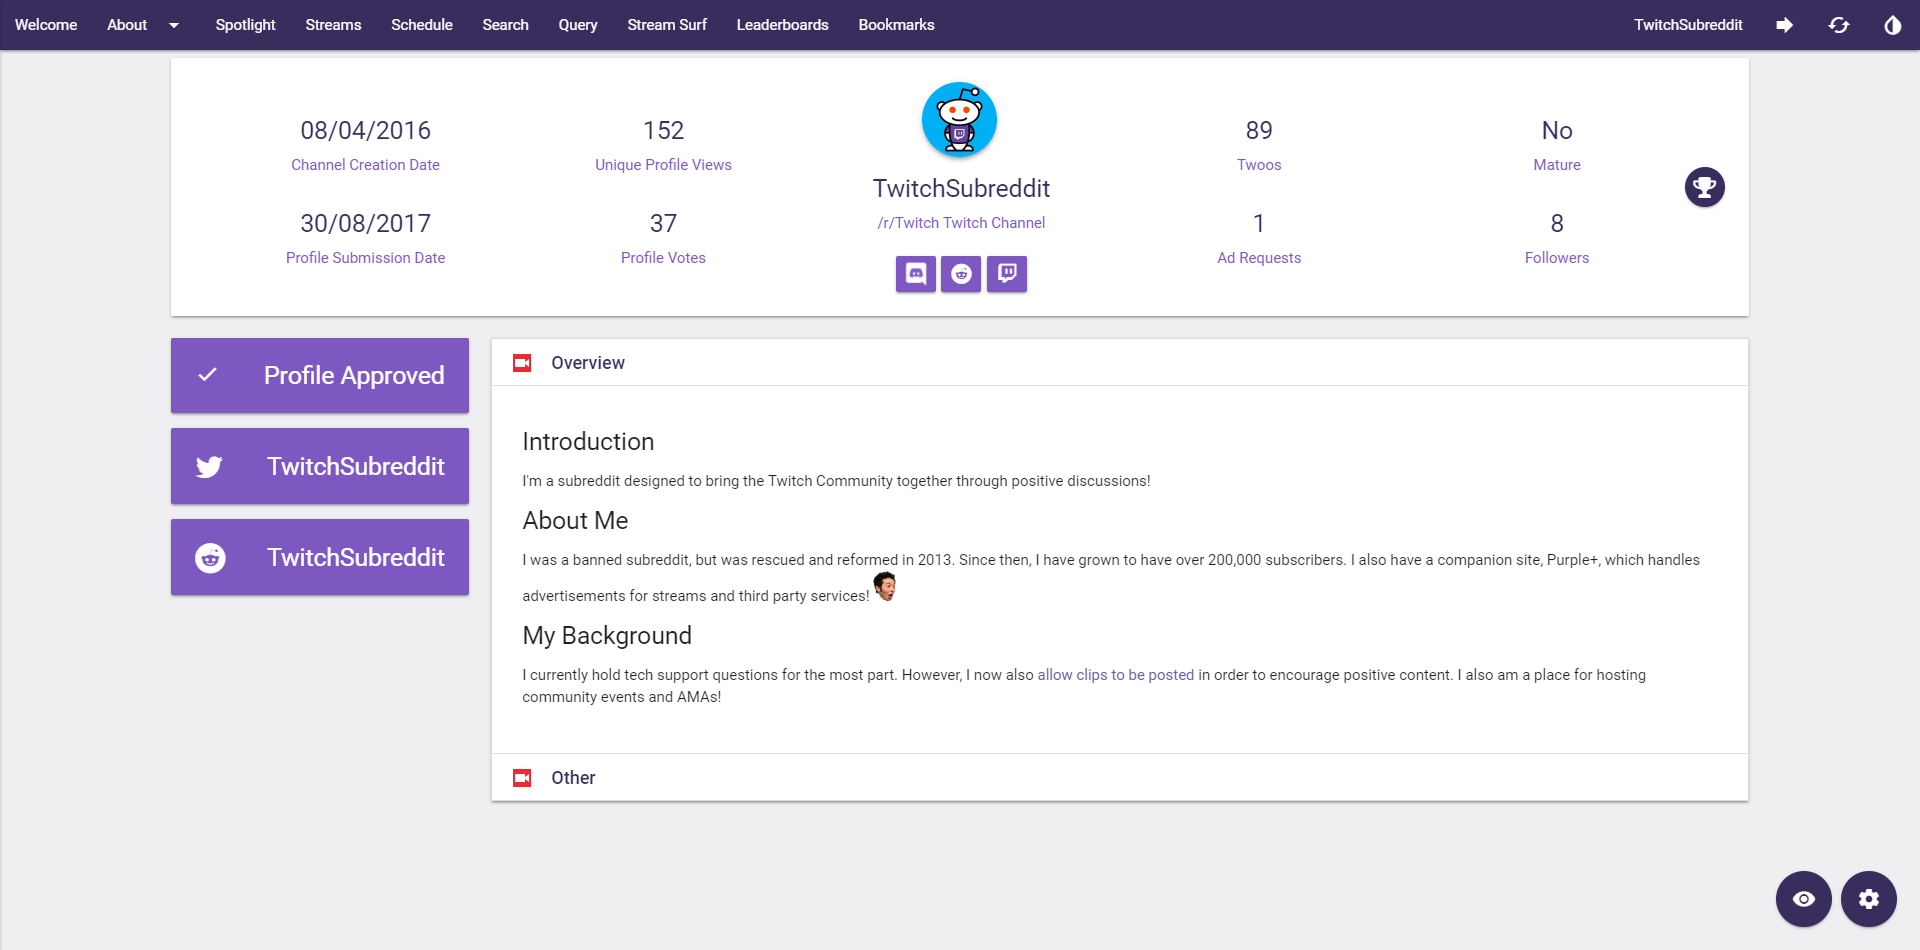 Welcome About Spotlight Streams Schedule Search Query Stream Surf Leaderboards Bookmarks TwitchSubreddit
08/04/2016
Channel Creation Date
30/08/2017
Profile Submission Date
152
Unique Profile Views
37
Profile Votes
TwitchSubreddit
/r/Twitch Twitch Channel
89
Twoos
1
Ad Requests
No
Mature
8
Followers
Profile Approved
TwitchSubreddit
TwitchSubreddit
Overview
Introduction
I'm a subreddit designed to bring the Twitch Community together through positive discussions!
About Me
I was a banned subreddit, but was rescued and reformed in 2013. Since then, I have grown to have over 200,000 subscribers. I also have a companion site, Purple+, which handles
advertisements for streams and third party services!
My Background
I currently hold tech support questions for the most part. However, I now also allow clips to be posted in order to encourage positive content. I also am a place for hosting
community events and AMAs!
Other